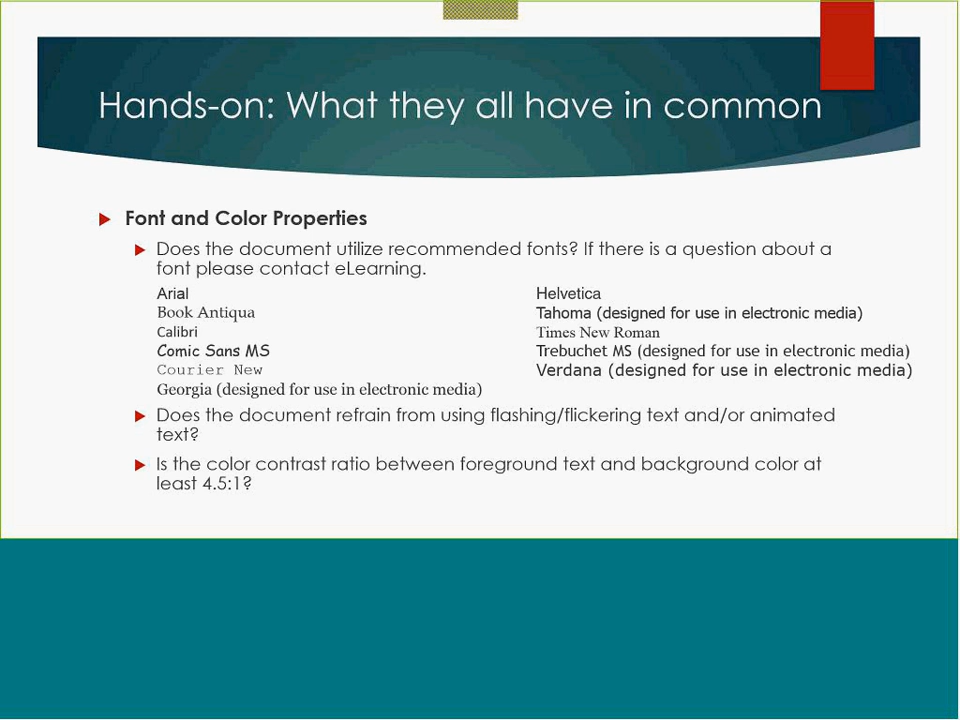 Hands-on: What they all have in common
Font and Color Properties
Does the document utilize recommended fonts? If there is a question about a
font please contact eLearning.
Arial
Book Antiqua
Calibri
Comic Sans MS
Courier New
Georgia (designed for use in electronic media)
Helvetica
Tahoma (designed for use in electronic media)
Times New Roman
Trebuchet MS (designed for use in electronic media)
Verdana (designed for use in electronic media)
Does the document refrain from using flashing/flickering text and/or animated
text?
Is the color contrast ratio between foreground text and background color at
least 4.5:1?